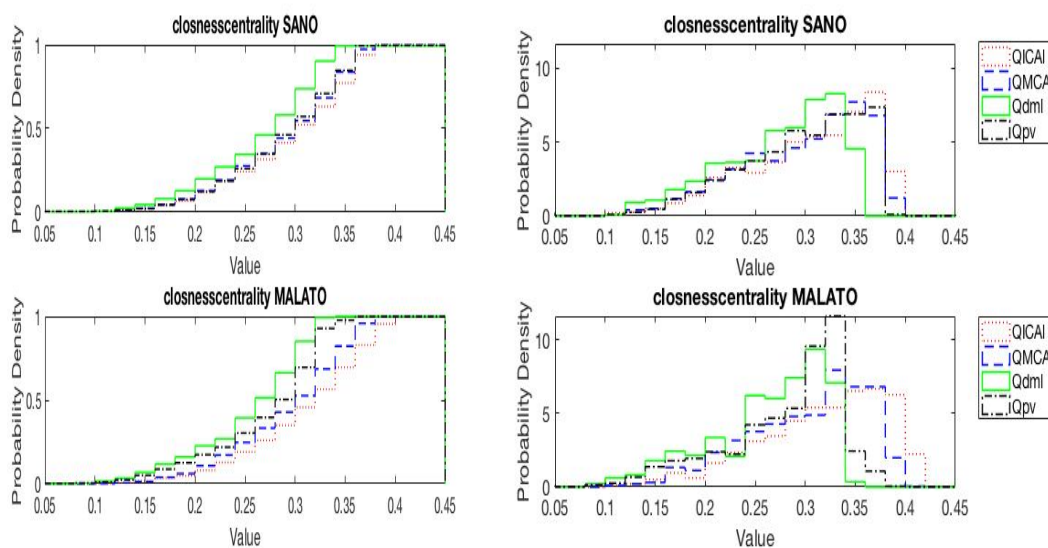 closnesscentrality SANO
Probability Density
1
0.5
0
0.05 0.1 0.15 0.2 0.25 0.3 0.35 0.4 0.45
Value
closnesscentrality SANO
Probability Density
10
5
0
0.05 0.1 0.15 0.2 0.25 0.3 0.35 0.4 0.45
Value
QICAI
QMCA
Qdml
Qpv
closnesscentrality MALATO
Probability Density
1
0.5
0
0.05 0.1 0.15 0.2 0.25 0.3 0.35 0.4 0.45
Value
closnesscentrality MALATO
Probability Density
10
5
0
0.05 0.1 0.15 0.2 0.25 0.3 0.35 0.4 0.45
Value
QICAI
QMCA
Qdml
Qpv